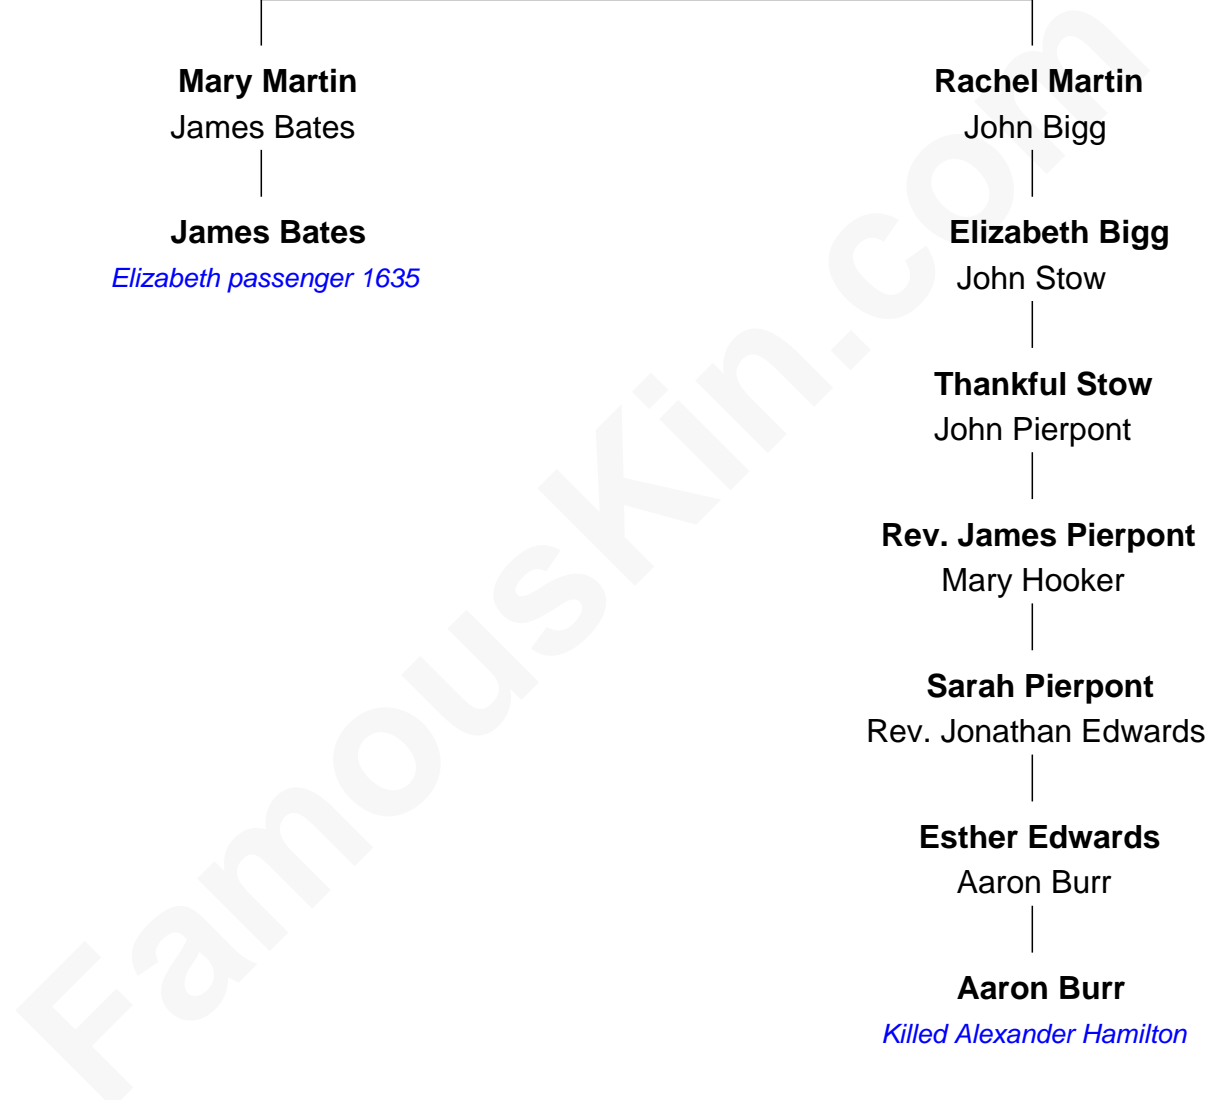 Mary Martin
James Bates
James Bates
Elizabeth passenger 1635
Rachel Martin
John Bigg
Elizabeth Bigg
John Stow
Thankful Stow
John Pierpont
Rev. James Pierpont
Mary Hooker
Sarah Pierpont
Rev. Jonathan Edwards
Esther Edwards
Aaron Burr
Aaron Burr
Killed Alexander Hamilton
FamousKin.com